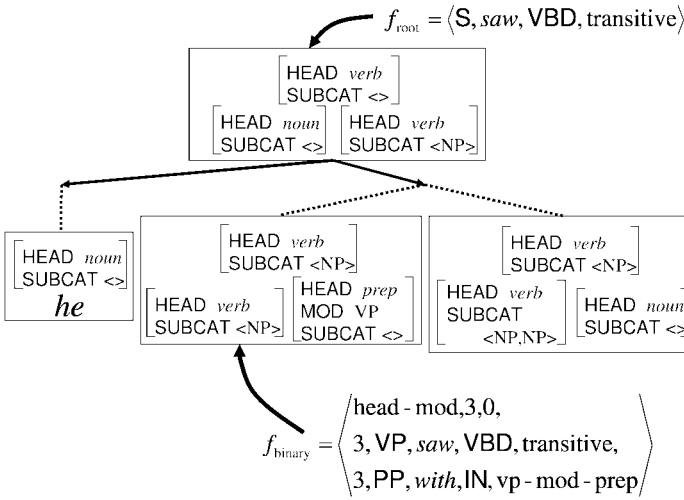 f_root = ⟨S, saw, VBD, transitive⟩
HEAD verb
SUBCAT <>
HEAD noun
SUBCAT <>
HEAD verb
SUBCAT <NP>
HEAD noun
SUBCAT <>
he
HEAD verb
SUBCAT <NP>
HEAD verb
SUBCAT <NP>
HEAD prep
MOD VP
SUBCAT <>
HEAD verb
SUBCAT <NP>
HEAD verb
SUBCAT
<NP,NP>
HEAD noun
SUBCAT <>
f_binary = ⟨head - mod,3,0,
3, VP, saw, VBD, transitive,
3, PP, with, IN, vp - mod - prep⟩